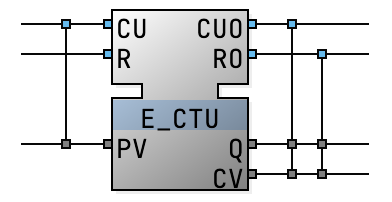 CU CUO
R RO
E_CTU
PV Q
CV